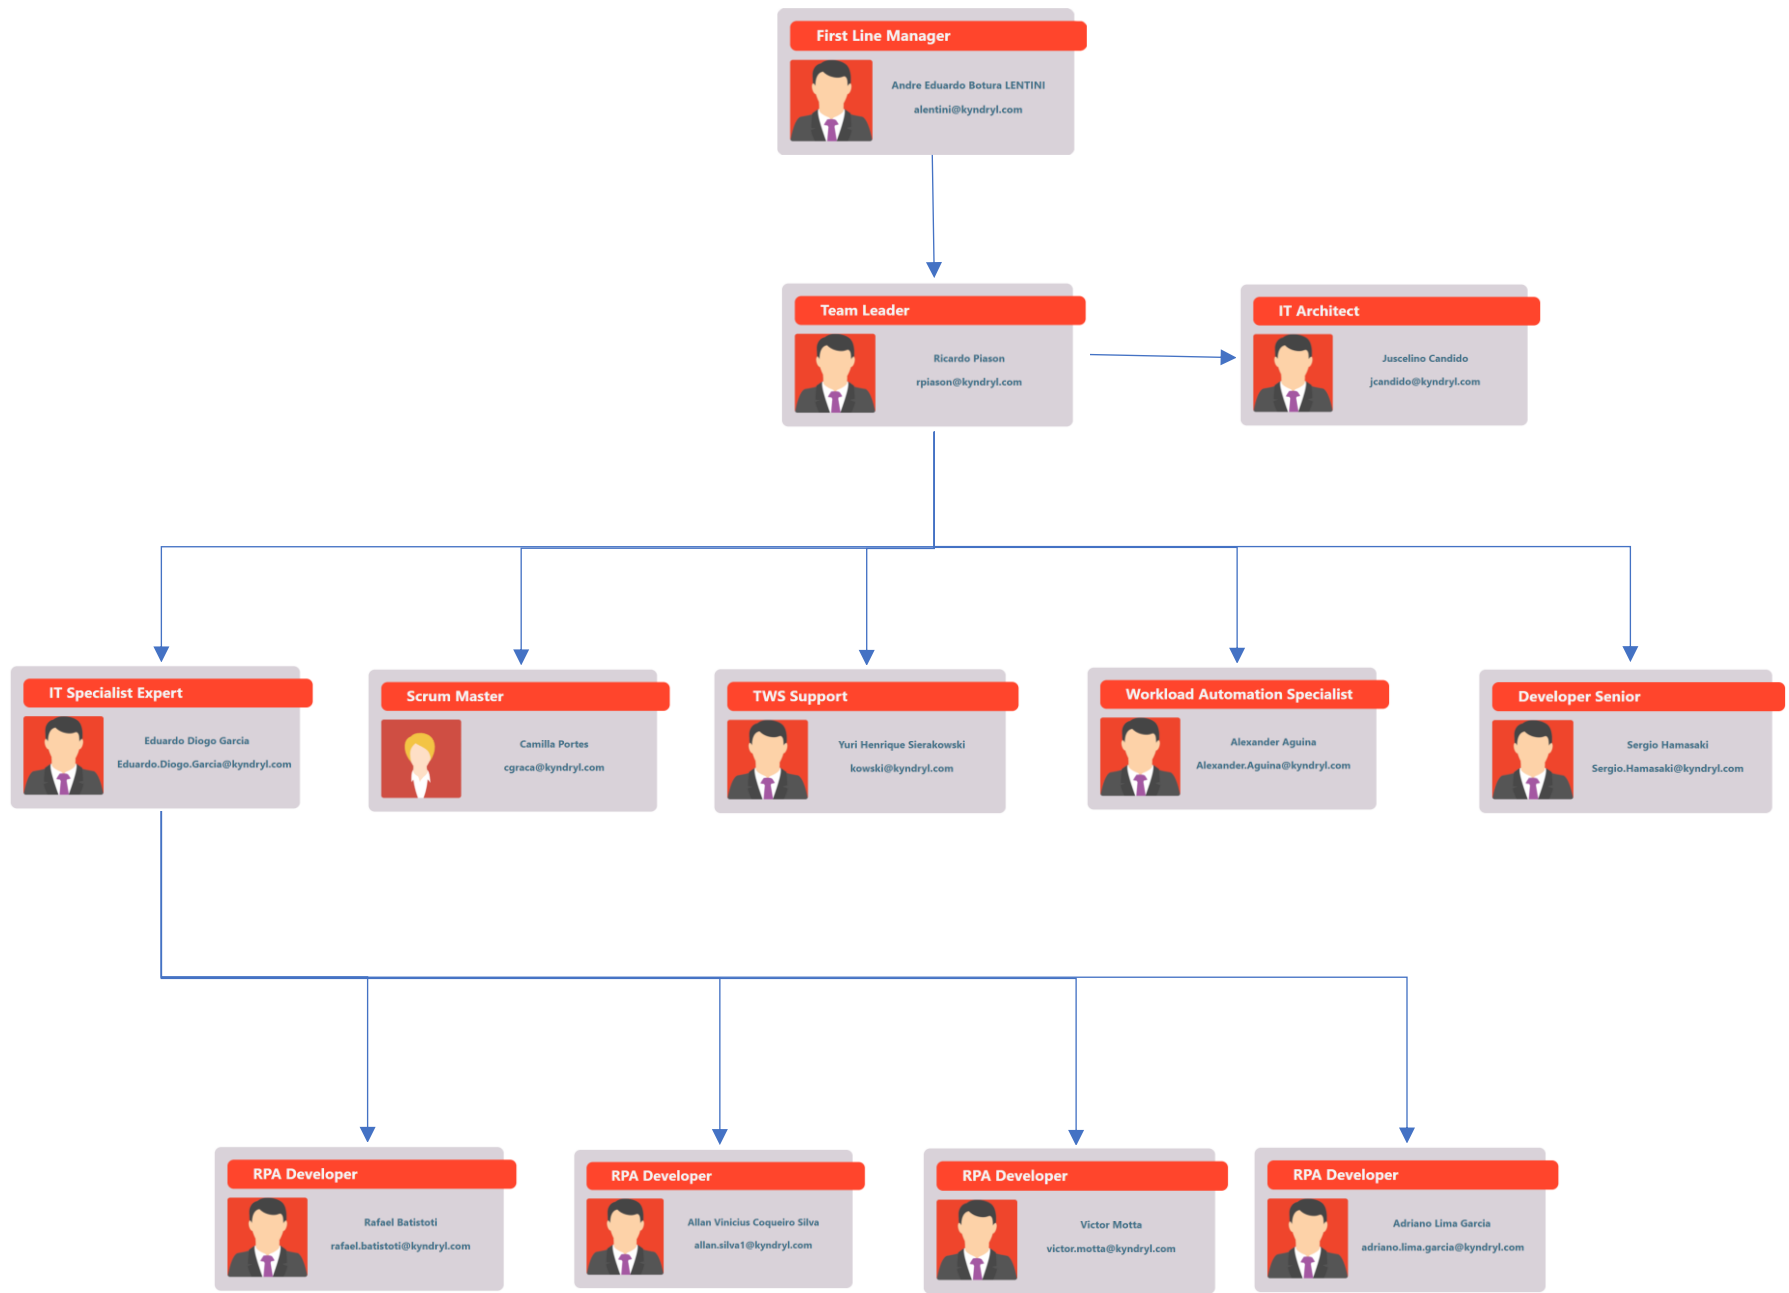 First Line Manager
Andre Eduardo Botura LENTINI
alentini@kyndryl.com
Team Leader
Ricardo Piason
rpiason@kyndryl.com
IT Architect
Juscelino Candido
jcandido@kyndryl.com
IT Specialist Expert
Eduardo Diogo Garcia
Eduardo.Diogo.Garcia@kyndryl.com
Scrum Master
Camilla Portes
cgraca@kyndryl.com
TWS Support
Yuri Henrique Sierakowski
kowski@kyndryl.com
Workload Automation Specialist
Alexander Aguina
Alexander.Aguina@kyndryl.com
Developer Senior
Sergio Hamasaki
Sergio.Hamasaki@kyndryl.com
RPA Developer
Rafael Batistoti
rafael.batistoti@kyndryl.com
RPA Developer
Allan Vinicius Coqueiro Silva
allan.silva1@kyndryl.com
RPA Developer
Victor Motta
victor.motta@kyndryl.com
RPA Developer
Adriano Lima Garcia
adriano.lima.garcia@kyndryl.com